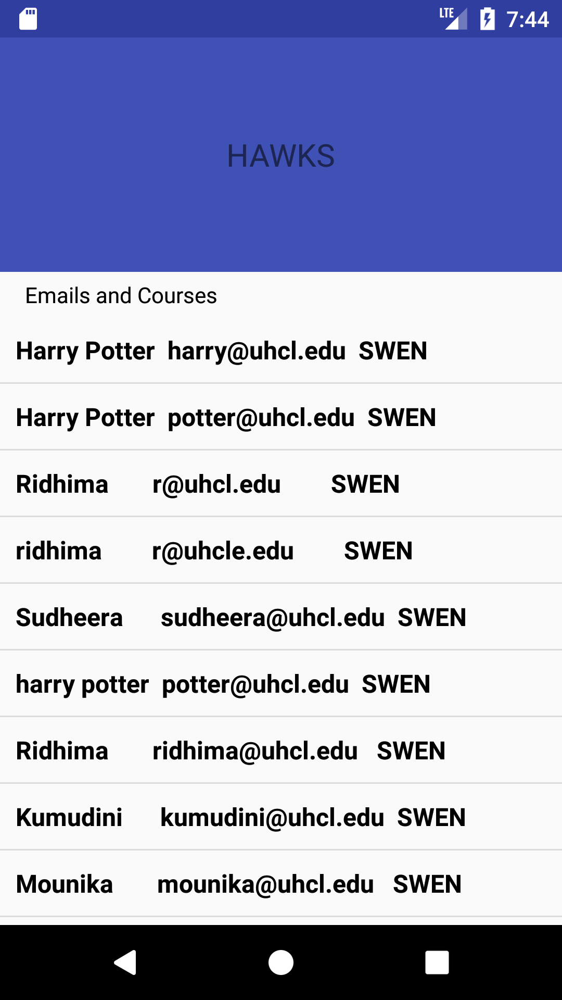 LTE 7:44
HAWKS
Emails and Courses
Harry Potter harry@uhcl.edu SWEN
Harry Potter potter@uhcl.edu SWEN
Ridhima r@uhcl.edu SWEN
ridhima r@uhcle.edu SWEN
Sudheera sudheera@uhcl.edu SWEN
harry potter potter@uhcl.edu SWEN
Ridhima ridhima@uhcl.edu SWEN
Kumudini kumudini@uhcl.edu SWEN
Mounika mounika@uhcl.edu SWEN